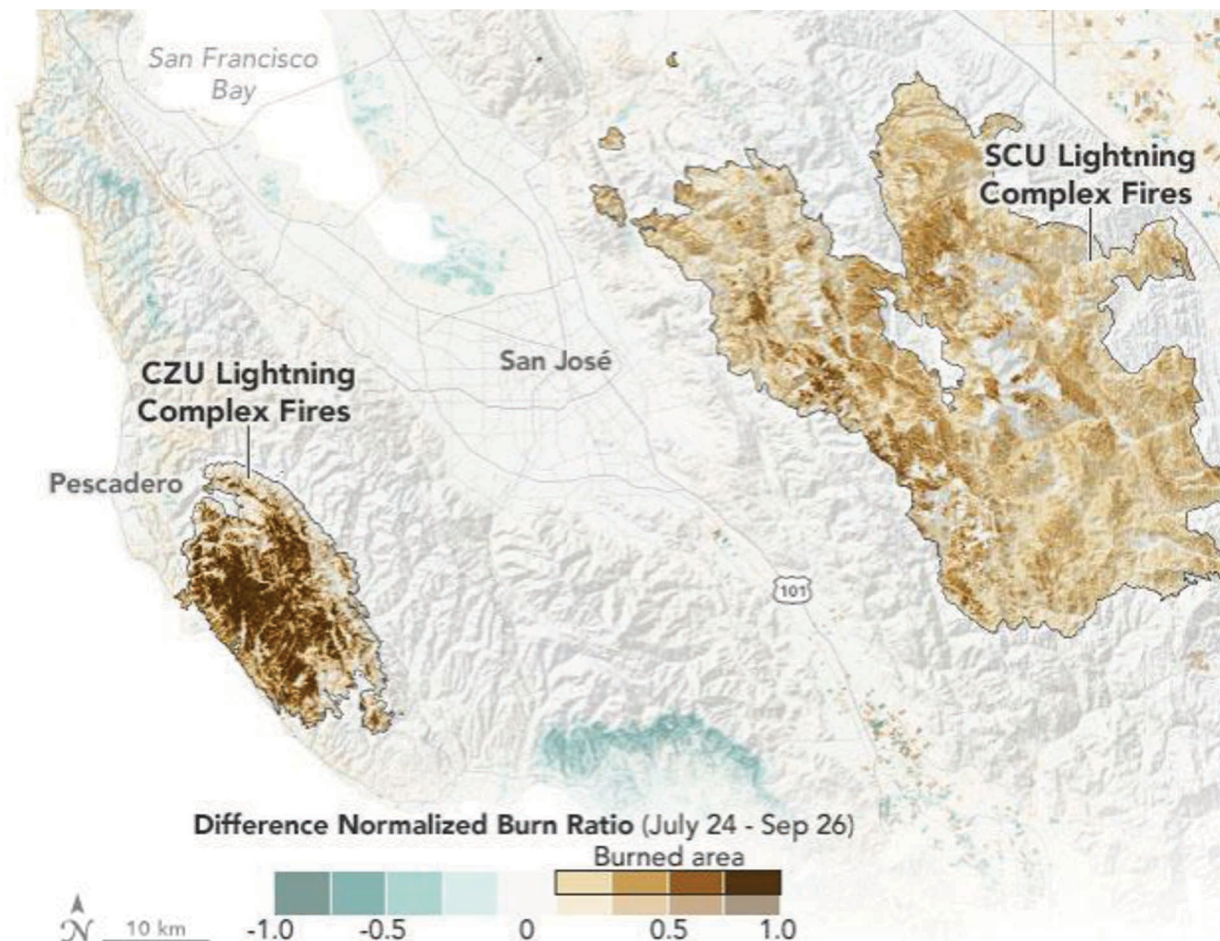 San Francisco
Bay
SCU Lightning
Complex Fires
San José
CZU Lightning
Complex Fires
Pescadero
101
Difference Normalized Burn Ratio (July 24 - Sep 26)
Burned area
N
10 km
-1.0 -0.5 0 0.5 1.0